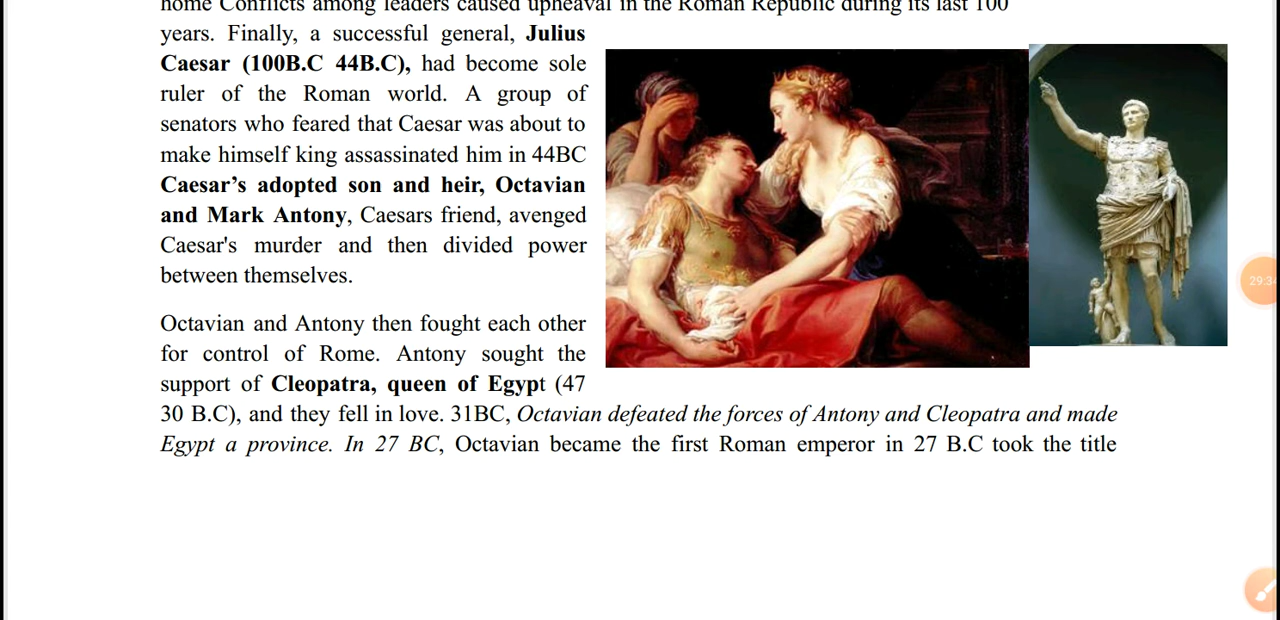 home Conflicts among leaders caused upheaval in the Roman Republic during its last 100
years. Finally, a successful general, Julius
Caesar (100B.C 44B.C), had become sole
ruler of the Roman world. A group of
senators who feared that Caesar was about to
make himself king assassinated him in 44BC
Caesar’s adopted son and heir, Octavian
and Mark Antony, Caesars friend, avenged
Caesar's murder and then divided power
between themselves.
Octavian and Antony then fought each other
for control of Rome. Antony sought the
support of Cleopatra, queen of Egypt (47
30 B.C), and they fell in love. 31BC, Octavian defeated the forces of Antony and Cleopatra and made
Egypt a province. In 27 BC, Octavian became the first Roman emperor in 27 B.C took the title